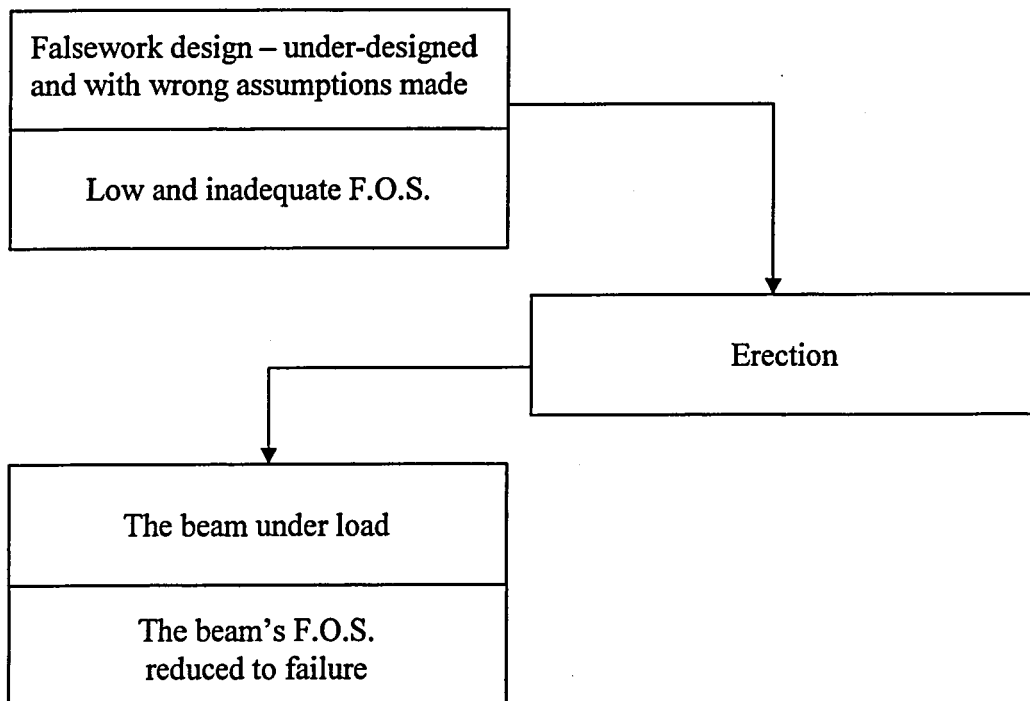 Falsework design – under-designed
and with wrong assumptions made
Low and inadequate F.O.S.
Erection
The beam under load
The beam's F.O.S.
reduced to failure